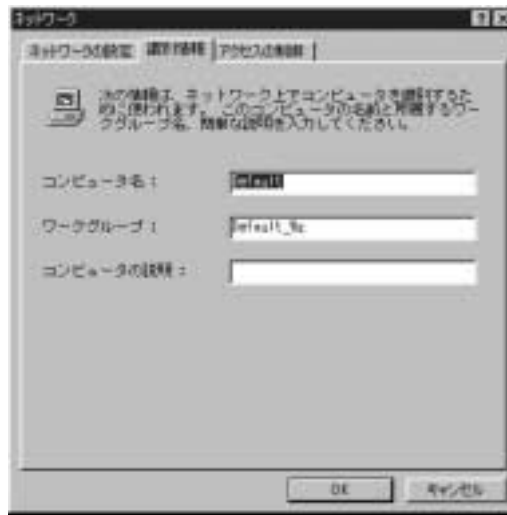 ネットワーク
ネットワークの設定 識別情報 アクセスの制御
次の情報は、ネットワーク上でコンピュータを識別するた
めに使われます。このコンピュータの名前と所属するワー
クグループ名、簡単な説明を入力してください。
コンピュータ名：
Default
ワークグループ：
コンピュータの説明：
OK キャンセル